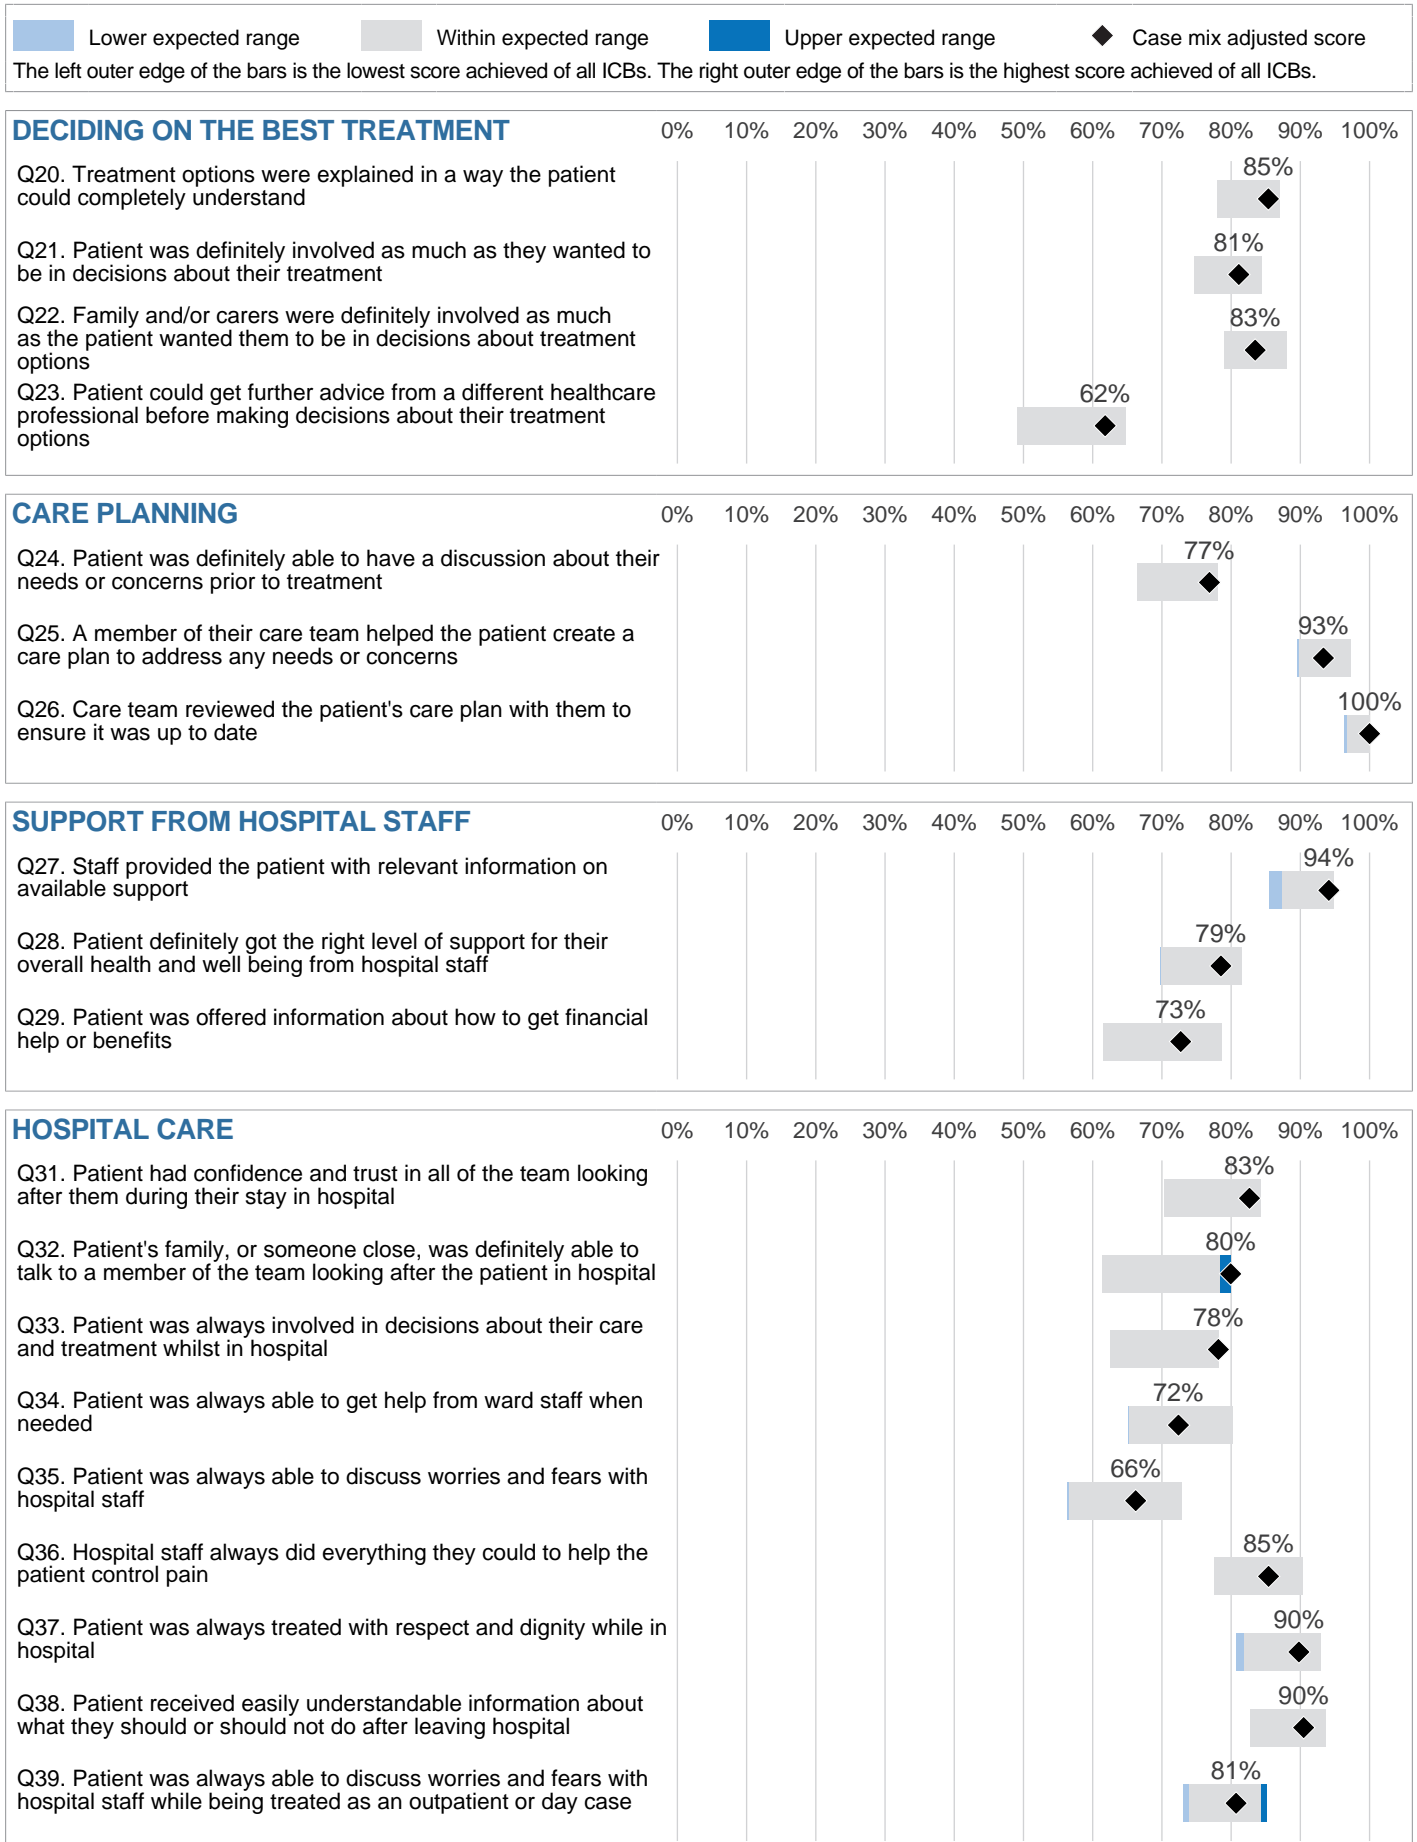 Lower expected range Within expected range Upper expected range Case mix adjusted score
The left outer edge of the bars is the lowest score achieved of all ICBs. The right outer edge of the bars is the highest score achieved of all ICBs.
DECIDING ON THE BEST TREATMENT 0% 10% 20% 30% 40% 50% 60% 70% 80% 90% 100%
Q20. Treatment options were explained in a way the patient
could completely understand
85%
Q21. Patient was definitely involved as much as they wanted to
be in decisions about their treatment
81%
Q22. Family and/or carers were definitely involved as much
as the patient wanted them to be in decisions about treatment
options
83%
Q23. Patient could get further advice from a different healthcare
professional before making decisions about their treatment
options
62%
CARE PLANNING 0% 10% 20% 30% 40% 50% 60% 70% 80% 90% 100%
Q24. Patient was definitely able to have a discussion about their
needs or concerns prior to treatment
77%
Q25. A member of their care team helped the patient create a
care plan to address any needs or concerns
93%
Q26. Care team reviewed the patient's care plan with them to
ensure it was up to date
100%
SUPPORT FROM HOSPITAL STAFF 0% 10% 20% 30% 40% 50% 60% 70% 80% 90% 100%
Q27. Staff provided the patient with relevant information on
available support
94%
Q28. Patient definitely got the right level of support for their
overall health and well being from hospital staff
79%
Q29. Patient was offered information about how to get financial
help or benefits
73%
HOSPITAL CARE 0% 10% 20% 30% 40% 50% 60% 70% 80% 90% 100%
Q31. Patient had confidence and trust in all of the team looking
after them during their stay in hospital
83%
Q32. Patient's family, or someone close, was definitely able to
talk to a member of the team looking after the patient in hospital
80%
Q33. Patient was always involved in decisions about their care
and treatment whilst in hospital
78%
Q34. Patient was always able to get help from ward staff when
needed
72%
Q35. Patient was always able to discuss worries and fears with
hospital staff
66%
Q36. Hospital staff always did everything they could to help the
patient control pain
85%
Q37. Patient was always treated with respect and dignity while in
hospital
90%
Q38. Patient received easily understandable information about
what they should or should not do after leaving hospital
90%
Q39. Patient was always able to discuss worries and fears with
hospital staff while being treated as an outpatient or day case
81%